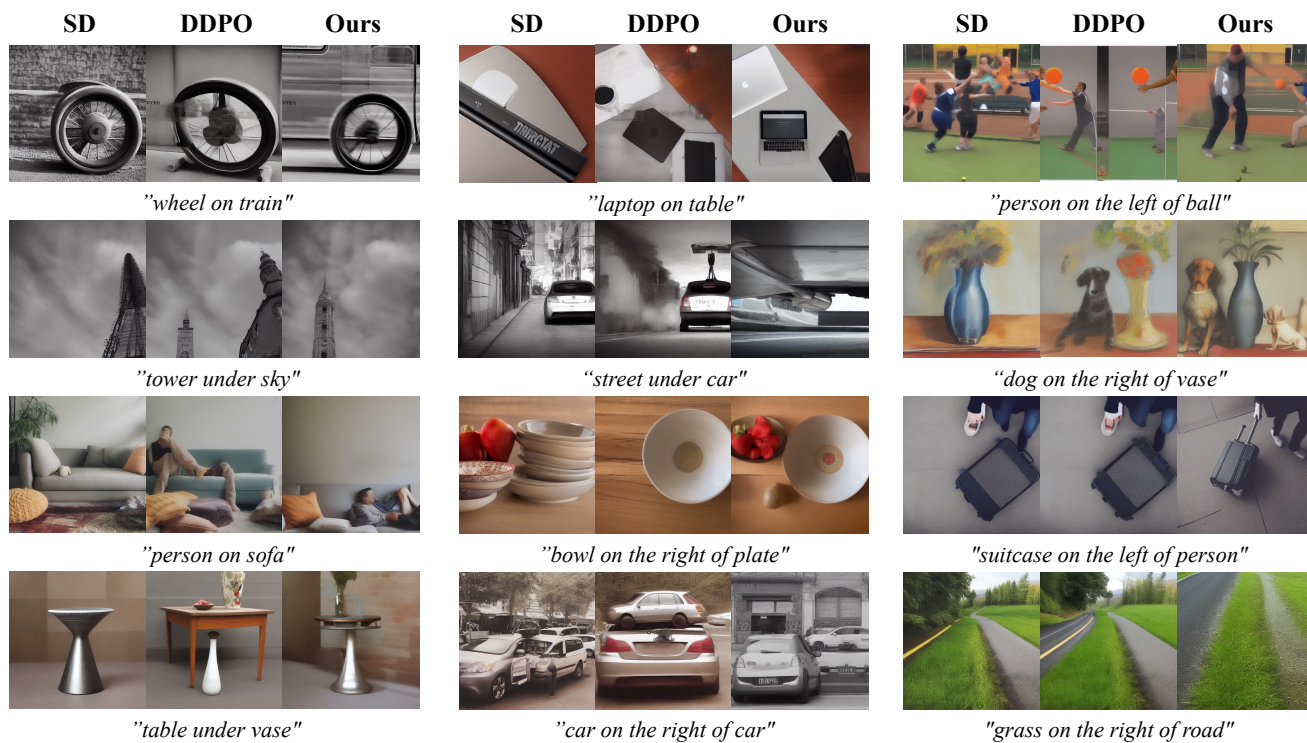 SD DDPO Ours SD DDPO Ours SD DDPO Ours
”wheel on train" “laptop on table" ”person on the left of ball"
”tower under sky" “street under car" “dog on the right of vase"
”person on sofa" ”bowl on the right of plate" "suitcase on the left of person"
”table under vase" ”car on the right of car" "grass on the right of road"